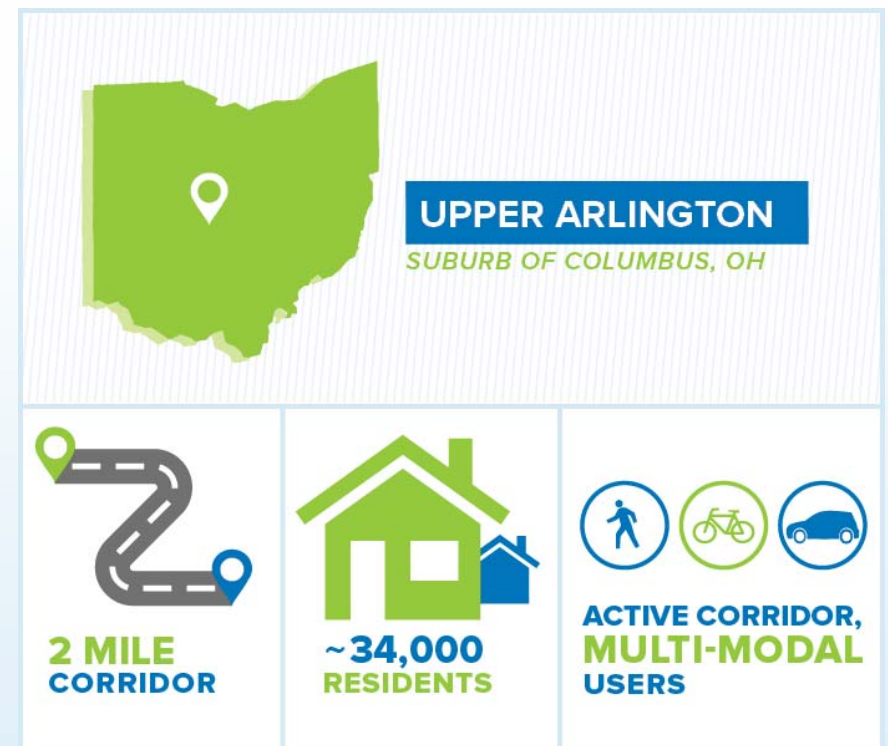 UPPER ARLINGTON
SUBURB OF COLUMBUS, OH
2 MILE
CORRIDOR
~34,000
RESIDENTS
ACTIVE CORRIDOR,
MULTI-MODAL
USERS